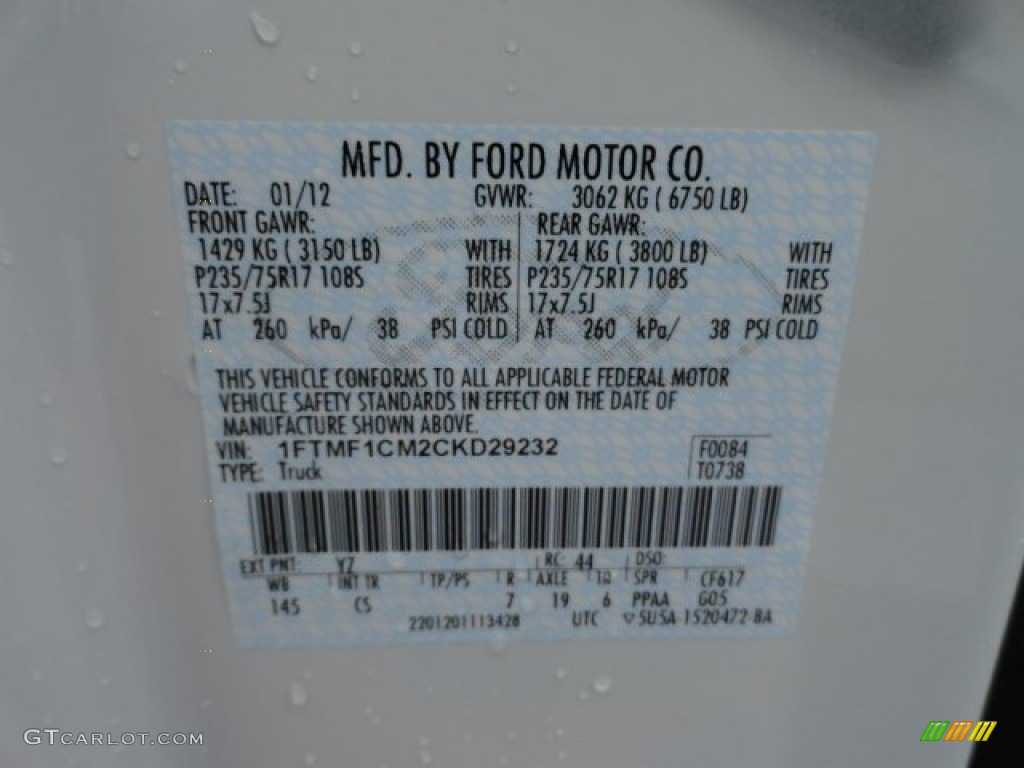 MFD. BY FORD MOTOR CO.
DATE: 01/12 GVWR: 3062 KG ( 6750 LB)
FRONT GAWR: REAR GAWR:
1429 KG ( 3150 LB) WITH 1724 KG ( 3800 LB) WITH
P235/75R17 108S TIRES P235/75R17 108S TIRES
17x7.5J RIMS 17x7.5J RIMS
AT 260 kPa/ 38 PSI COLD AT 260 kPa/ 38 PSI COLD
THIS VEHICLE CONFORMS TO ALL APPLICABLE FEDERAL MOTOR
VEHICLE SAFETY STANDARDS IN EFFECT ON THE DATE OF
MANUFACTURE SHOWN ABOVE.
VIN: 1FTMF1CM2CKD29232 F0084
TYPE: Truck T0738
EXT PNT: YZ RC: 44 DSO:
WB INT TR TP/PS R AXLE TR SPR CF617
145 CS 7 19 6 PPAA G05
2201201113428 UTC ▽5U5A-1520472-BA
GTCARLOT.COM